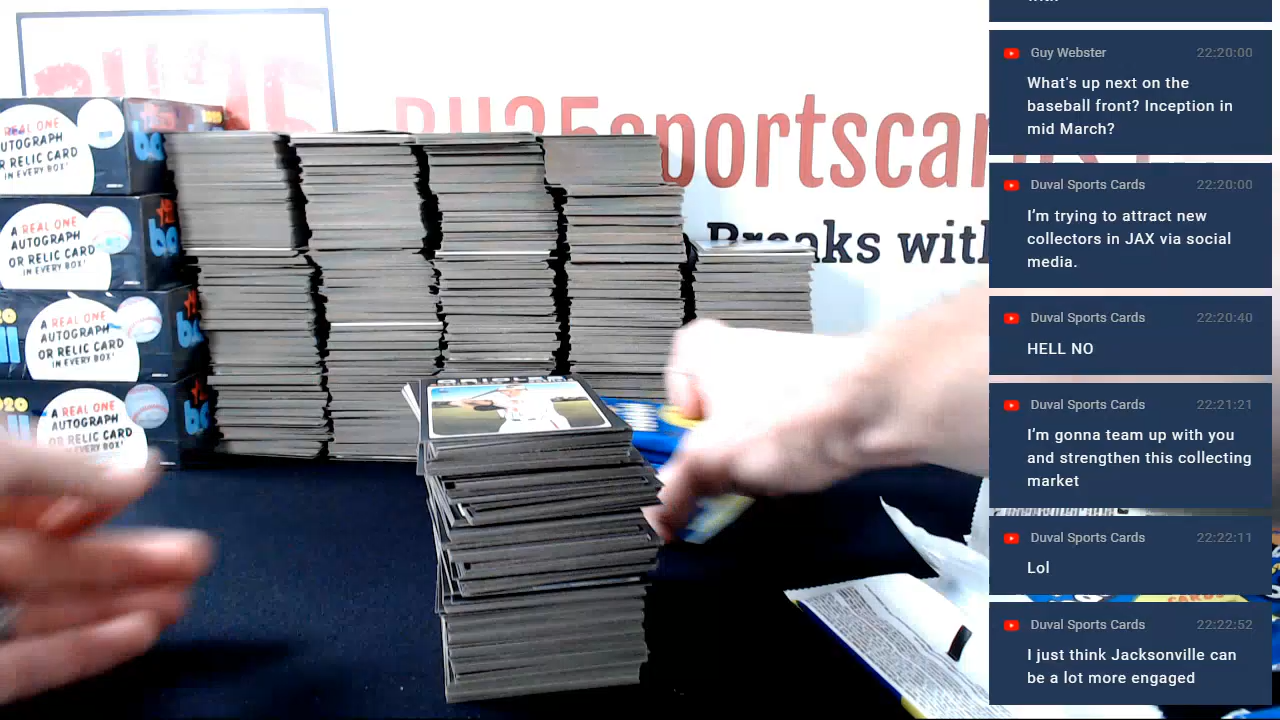 Guy Webster 22:20:00
What's up next on the
baseball front? Inception in
mid March?
Duval Sports Cards 22:20:00
I'm trying to attract new
collectors in JAX via social
media.
Duval Sports Cards 22:20:40
HELL NO
Duval Sports Cards 22:21:21
I'm gonna team up with you
and strengthen this collecting
market
Duval Sports Cards 22:22:11
Lol
Duval Sports Cards 22:22:52
I just think Jacksonville can
be a lot more engaged
sportscar
Breaks with
REAL ONE
UTOGRAPH
R RELIC CARD
IN EVERY BOX!
A REAL ONE
AUTOGRAPH
OR RELIC CARD
IN EVERY BOX!
A REAL ONE
AUTOGRAPH
OR RELIC CARD
IN EVERY BOX!
A REAL ONE
AUTOGRAPH
OR RELIC CARD
IN EVERY BOX!